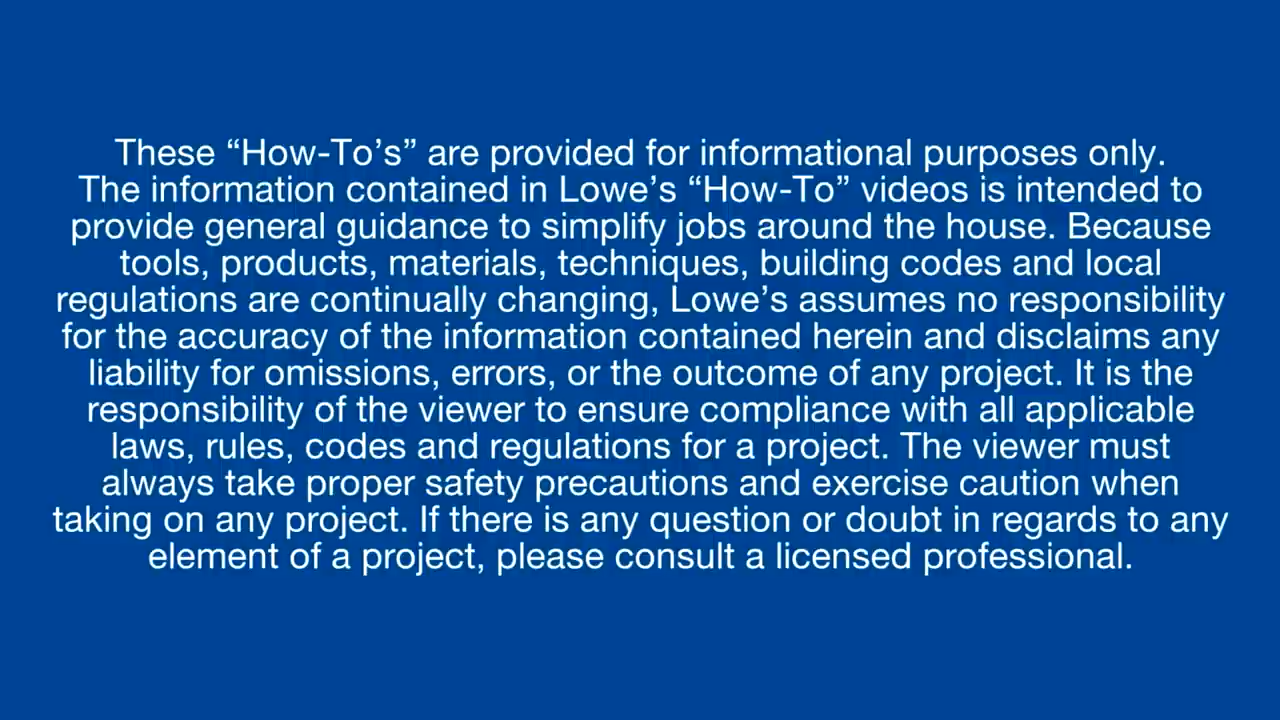 These “How-To’s” are provided for informational purposes only.
The information contained in Lowe’s “How-To” videos is intended to
provide general guidance to simplify jobs around the house. Because
tools, products, materials, techniques, building codes and local
regulations are continually changing, Lowe’s assumes no responsibility
for the accuracy of the information contained herein and disclaims any
liability for omissions, errors, or the outcome of any project. It is the
responsibility of the viewer to ensure compliance with all applicable
laws, rules, codes and regulations for a project. The viewer must
always take proper safety precautions and exercise caution when
taking on any project. If there is any question or doubt in regards to any
element of a project, please consult a licensed professional.